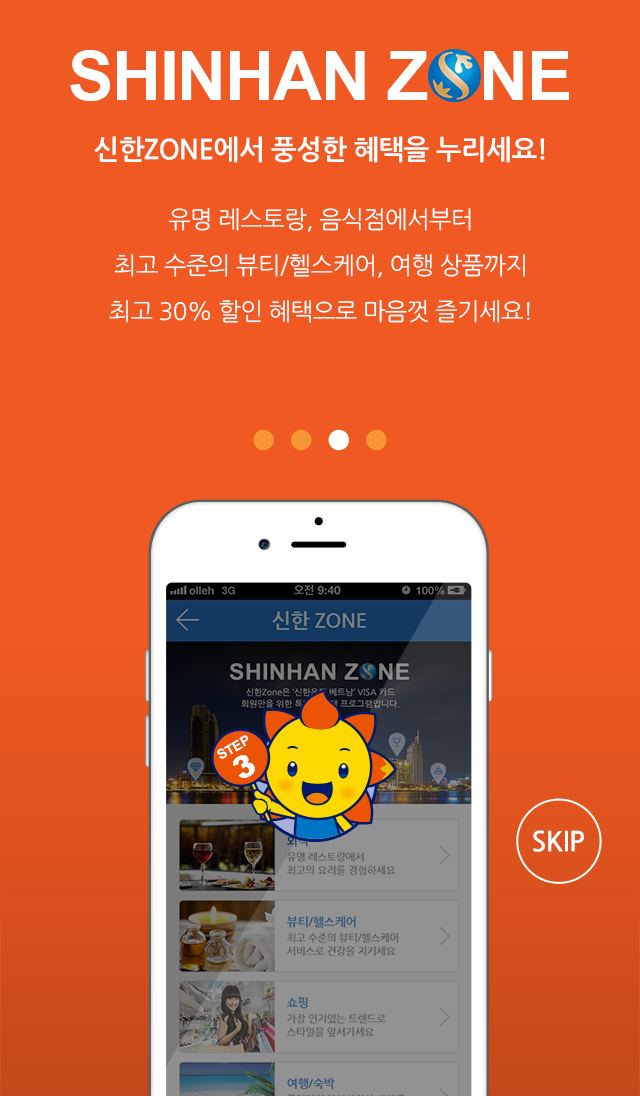 SHINHAN ZONE
신한ZONE에서 풍성한 혜택을 누리세요!
유명 레스토랑, 음식점에서부터
최고 수준의 뷰티/헬스케어, 여행 상품까지
최고 30% 할인 혜택으로 마음껏 즐기세요!
olleh 3G 오전 9:40 100%
신한 ZONE
SHINHAN ZONE
신한Zone은 '신한은행 베트남' VISA 카드
회원만을 위한 프로그램입니다.
STEP
3
유명 레스토랑에서
최고의 요리를 경험하세요
SKIP
뷰티/헬스케어
최고 수준의 뷰티/헬스케어
서비스로 건강을 지키세요
쇼핑
가장 인기있는 트렌드로
스타일을 앞서가세요
여행/숙박